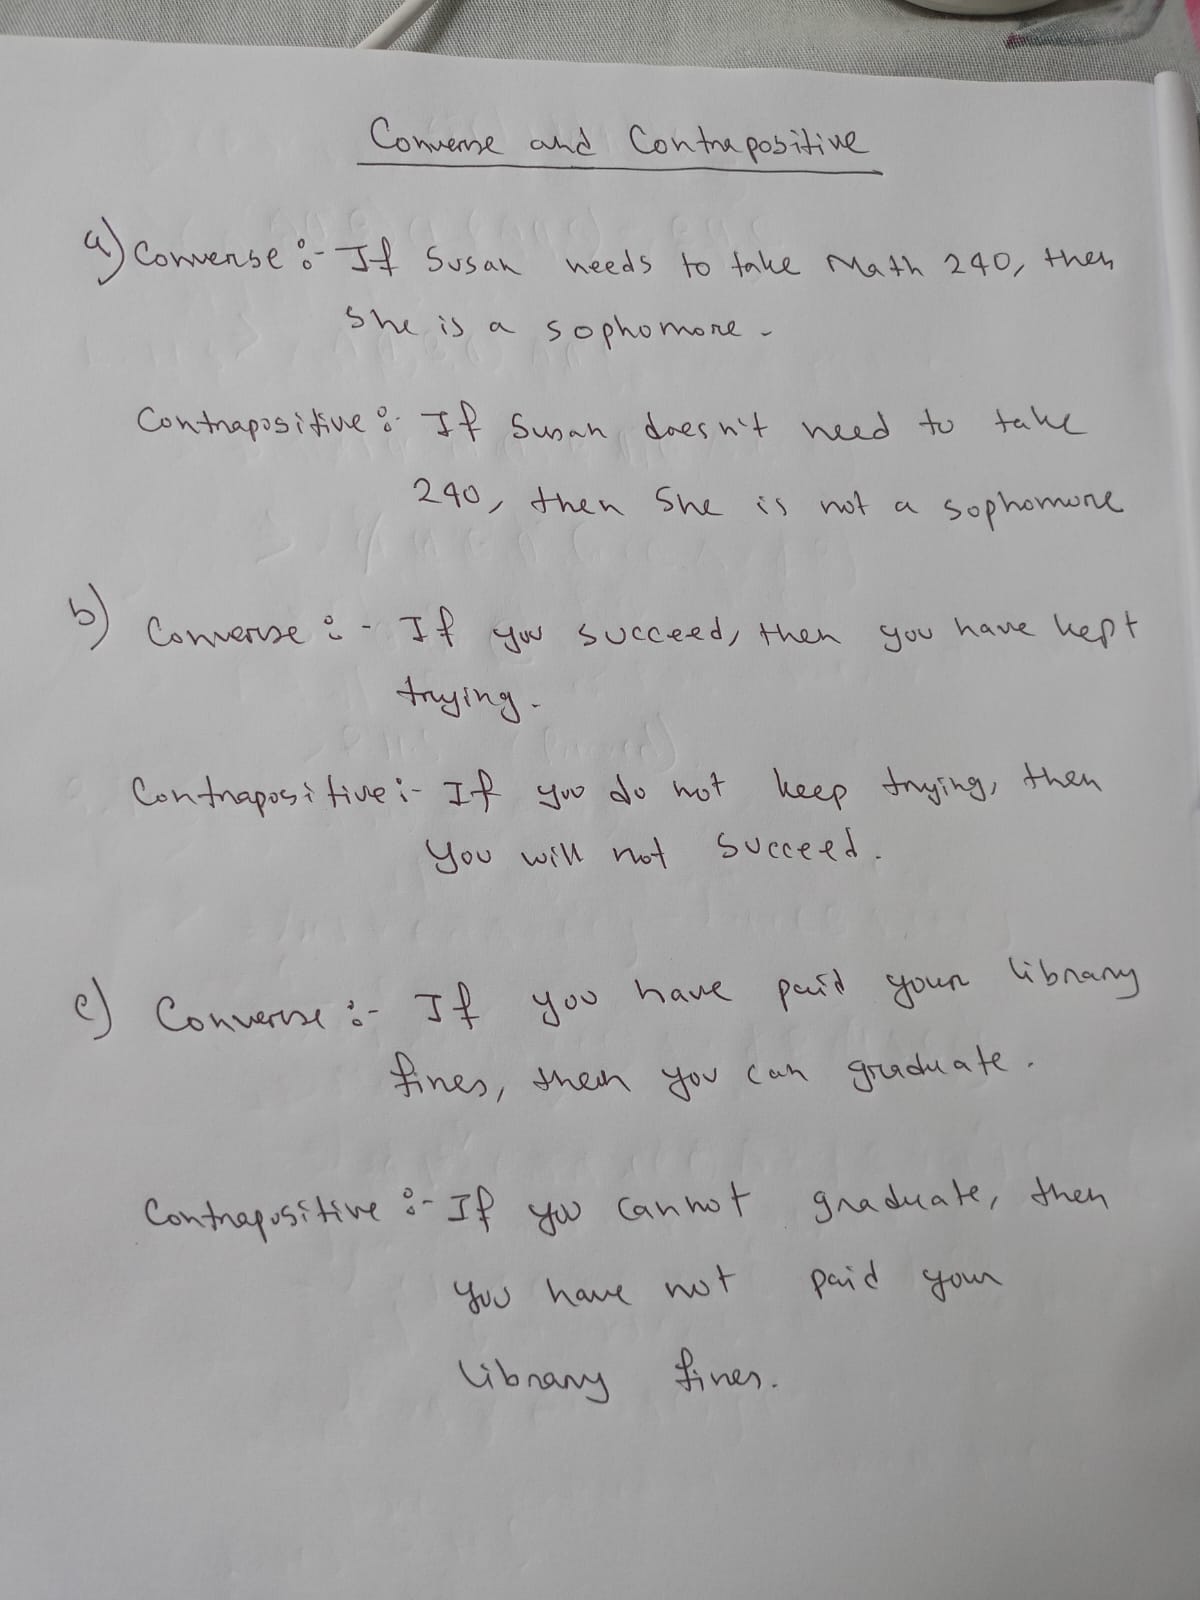 Converse and Contrapositive
a) Converse :- If Susan needs to take Math 240, then
She is a sophomore.
Contrapositive :- If Susan doesn't need to take
240, then She is not a sophomore
b) Converse :- If you succeed, then you have kept
trying.
Contrapositive :- If you do not keep trying, then
You will not succeed.
c) Converse :- If you have paid your library
fines, then you can graduate.
Contrapositive :- If you cannot graduate, then
you have not paid your
library fines.